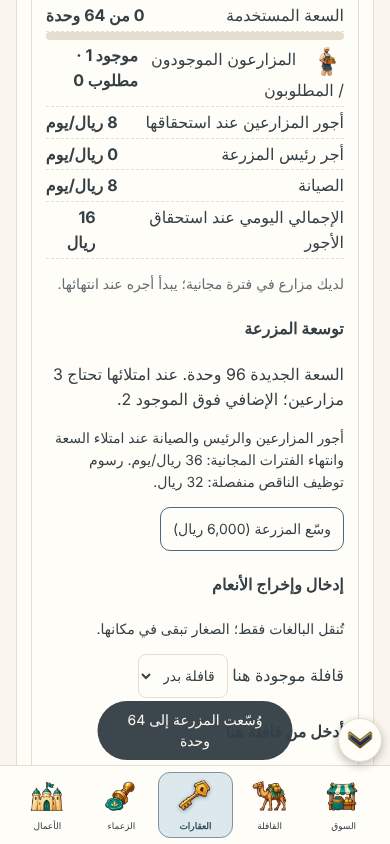 السعة المستخدمة 0 من 64 وحدة
المزارعون الموجودون / المطلوبون
موجود 1 · مطلوب 0
أجور المزارعين عند استحقاقها 8 ريال/يوم
أجر رئيس المزرعة 0 ريال/يوم
الصيانة 8 ريال/يوم
الإجمالي اليومي عند استحقاق الأجور
16 ريال
لديك مزارع في فترة مجانية؛ يبدأ أجره عند انتهائها.
توسعة المزرعة
السعة الجديدة 96 وحدة. عند امتلائها تحتاج 3
مزارعين؛ الإضافي فوق الموجود 2.
أجور المزارعين والرئيس والصيانة عند امتلاء السعة
وانتهاء الفترات المجانية: 36 ريال/يوم. رسوم
توظيف الناقص منفصلة: 32 ريال.
وسّع المزرعة (6,000 ريال)
إدخال وإخراج الأنعام
تُنقل البالغات فقط؛ الصغار تبقى في مكانها.
قافلة موجودة هنا قافلة بدر
أدخل من قافلة هنا
وُسّعت المزرعة إلى 64
وحدة
السوق
القافلة
العقارات
الزعماء
الأعمال